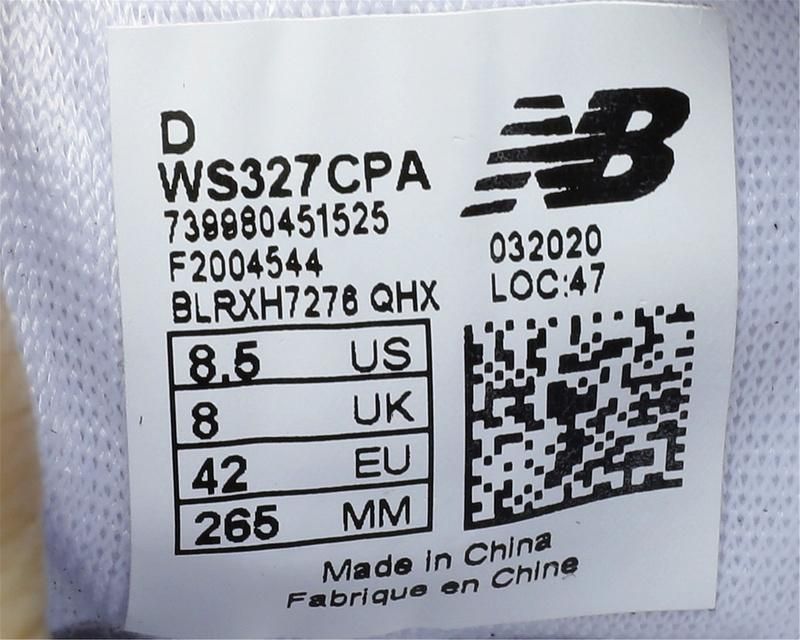 D
WS327CPA
739980451525
F2004544
BLRXH7276 QHX
NB
032020
LOC:47
8.5 US
8 UK
42 EU
265 MM
Made in China
Fabrique en Chine